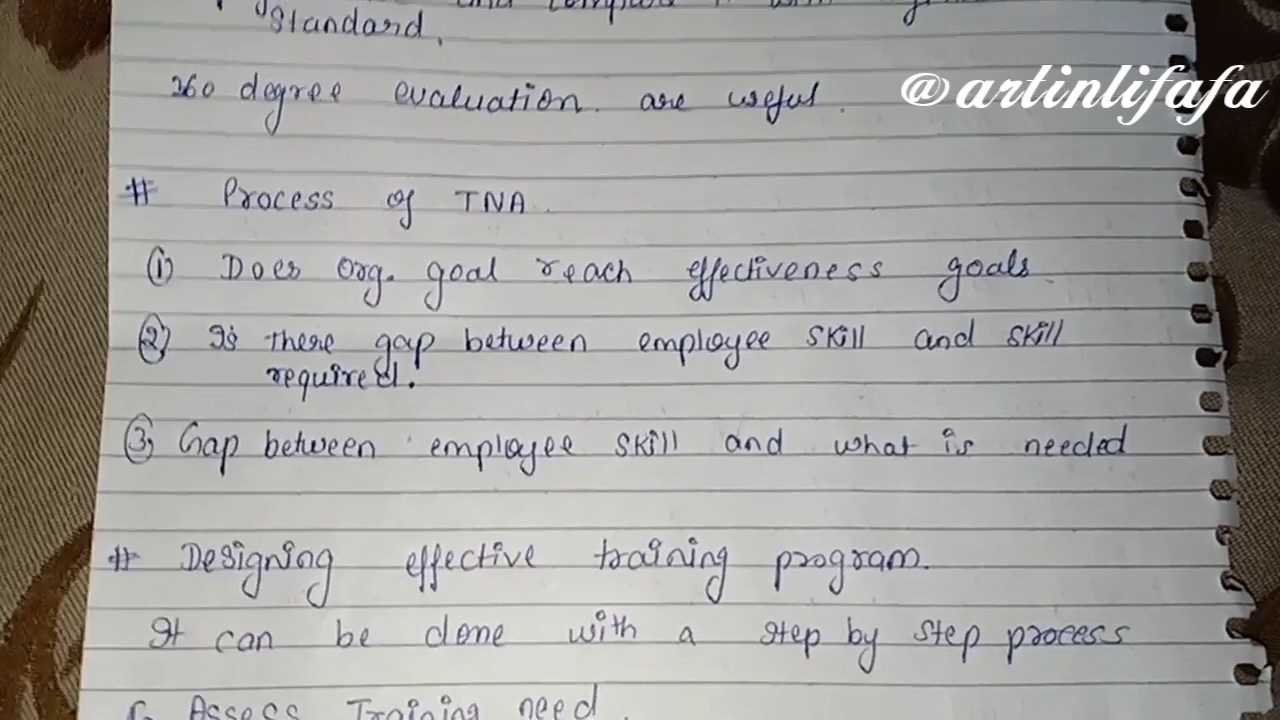 Standard.
@artinlifafa
360 degree evaluation. are useful.
# Process of TNA.
① Does Org. goal reach effectiveness goals.
② Is there gap between employee skill and skill
required.
③ Gap between employee skill and what is needed
# Designing effective training program.
It can be done with a step by step process
Assess Training need.